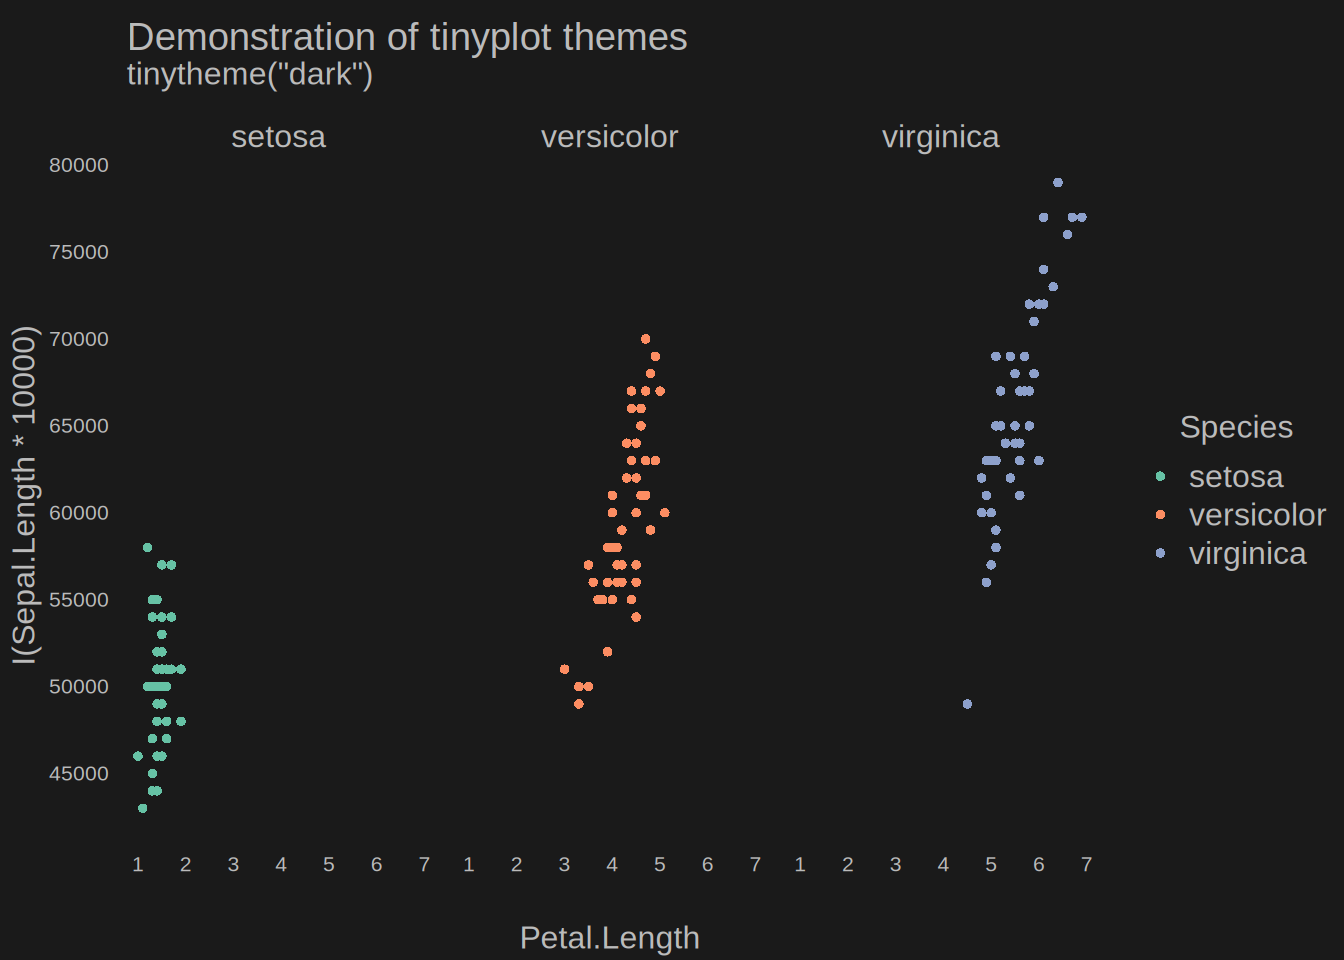 Demonstration of tinyplot themes
tinytheme("dark")
setosa versicolor virginica
80000
75000
70000
65000
60000
55000
50000
45000
I(Sepal.Length * 10000)
1 2 3 4 5 6 7 1 2 3 4 5 6 7 1 2 3 4 5 6 7
Petal.Length
Species
setosa
versicolor
virginica